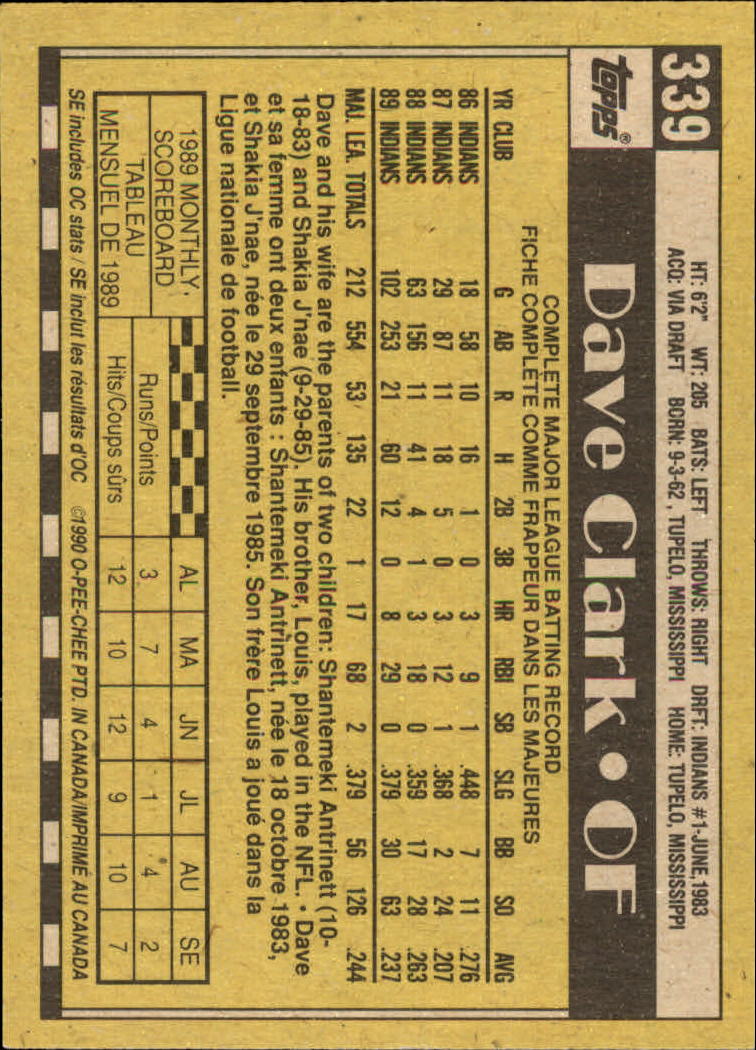 339
HT: 6'2" WT: 205 BATS: LEFT THROWS: RIGHT DRFT: INDIANS #1-JUNE, 1983
ACQ: VIA DRAFT BORN: 9-3-62, TUPELO, MISSISSIPPI HOME: TUPELO, MISSISSIPPI
topps®
Dave Clark • OF
COMPLETE MAJOR LEAGUE BATTING RECORD
FICHE COMPLÈTE COMME FRAPPEUR DANS LES MAJEURES
YR CLUB G AB R H 2B 3B HR RBI SB SLG BB SO AVG
86 INDIANS 18 58 10 16 1 0 3 9 1 .448 7 11 .276
87 INDIANS 29 87 11 18 5 0 3 12 1 .368 2 24 .207
88 INDIANS 63 156 11 41 4 1 3 18 0 .359 17 28 .263
89 INDIANS 102 253 21 60 12 0 8 29 0 .379 30 63 .237
MAJ. LEA. TOTALS 212 554 53 135 22 1 17 68 2 .379 56 126 .244
Dave and his wife are the parents of two children: Shantemeki Antrinett (10-
18-83) and Shakia J'nae (9-29-85). His brother, Louis, played in the NFL. • Dave
et sa femme ont deux enfants : Shantemeki Antrinett, née le 18 octobre 1983,
et Shakia J'nae, née le 29 septembre 1985. Son frère Louis a joué dans la
Ligue nationale de football.
1989 MONTHLY
SCOREBOARD
TABLEAU
MENSUEL DE 1989
AL MA JN JL AU SE
Runs/Points 3 7 4 1 4 2
Hits/Coups sûrs 12 10 12 9 10 7
SE includes OC stats / SE inclui les résultats d'OC ©1990 O-PEE-CHEE PTD. IN CANADA/IMPRIMÉ AU CANADA